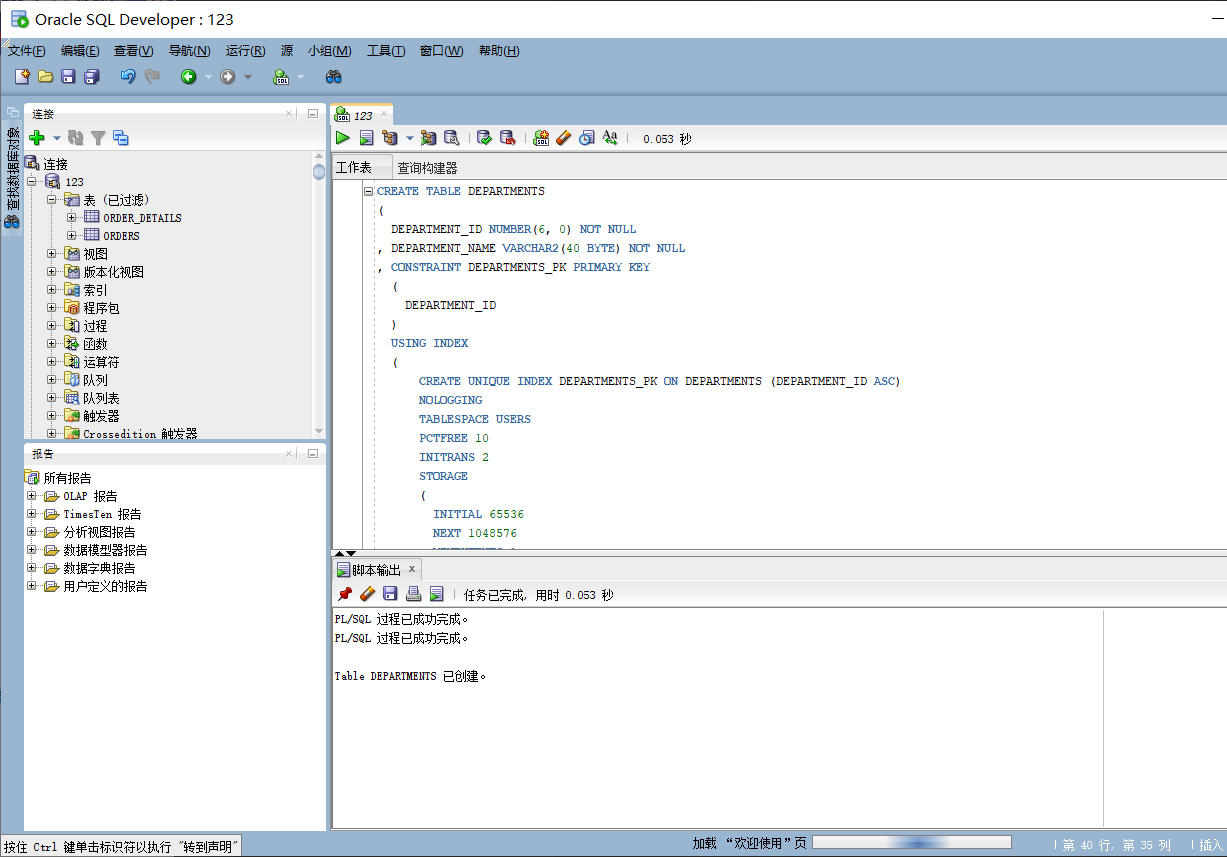 Oracle SQL Developer : 123
文件(F) 编辑(E) 查看(V) 导航(N) 运行(R) 源 小组(M) 工具(T) 窗口(W) 帮助(H)
查找数据库对象
连接
连接
123
表 (已过滤)
ORDER_DETAILS
ORDERS
视图
版本化视图
索引
程序包
过程
函数
运算符
队列
队列表
触发器
Crossedition 触发器
报告
所有报告
OLAP 报告
TimesTen 报告
分析视图报告
数据模型器报告
数据字典报告
用户定义的报告
123
0.053 秒
工作表 查询构建器
CREATE TABLE DEPARTMENTS
(
DEPARTMENT_ID NUMBER(6, 0) NOT NULL
, DEPARTMENT_NAME VARCHAR2(40 BYTE) NOT NULL
, CONSTRAINT DEPARTMENTS_PK PRIMARY KEY
(
DEPARTMENT_ID
)
USING INDEX
(
CREATE UNIQUE INDEX DEPARTMENTS_PK ON DEPARTMENTS (DEPARTMENT_ID ASC)
NOLOGGING
TABLESPACE USERS
PCTFREE 10
INITRANS 2
STORAGE
(
INITIAL 65536
NEXT 1048576
脚本输出
任务已完成, 用时 0.053 秒
PL/SQL 过程已成功完成。
PL/SQL 过程已成功完成。
Table DEPARTMENTS 已创建。
按住 Ctrl 键单击标识符以执行 "转到声明"
加载 “欢迎使用”页
第 40 行, 第 35 列
插入